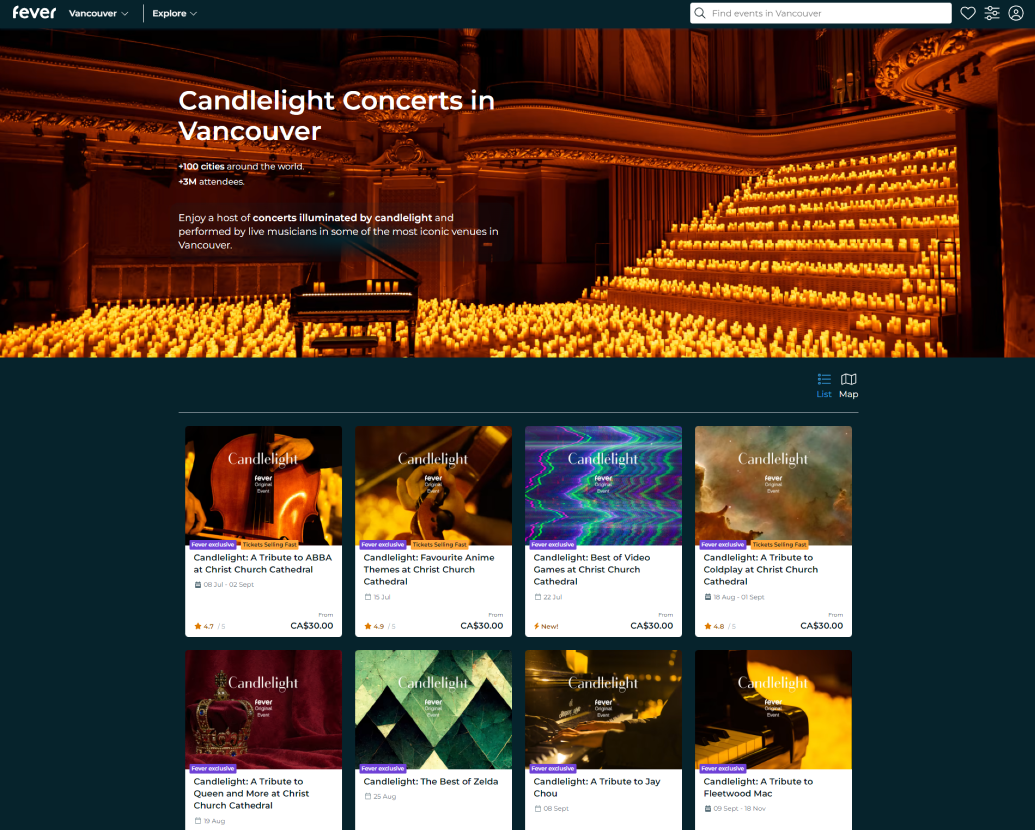 fever
Vancouver
Explore
Find events in Vancouver
Candlelight Concerts in
Vancouver
+100 cities around the world.
+3M attendees.
Enjoy a host of concerts illuminated by candlelight and
performed by live musicians in some of the most iconic venues in
Vancouver.
List
Map
Candlelight
fever
Original
Event
Fever exclusive
Tickets Selling Fast
Candlelight: A Tribute to ABBA
at Christ Church Cathedral
08 Jul - 02 Sept
From
4.7 / 5
CA$30.00
Candlelight
fever
Original
Event
Fever exclusive
Tickets Selling Fast
Candlelight: Favourite Anime
Themes at Christ Church
Cathedral
15 Jul
From
4.9 / 5
CA$30.00
Candlelight
fever
Original
Event
Fever exclusive
Candlelight: Best of Video
Games at Christ Church
Cathedral
22 Jul
From
New!
CA$30.00
Candlelight
fever
Original
Event
Fever exclusive
Tickets Selling Fast
Candlelight: A Tribute to
Coldplay at Christ Church
Cathedral
18 Aug - 01 Sept
From
4.8 / 5
CA$30.00
Candlelight
fever
Original
Event
Fever exclusive
Candlelight: A Tribute to
Queen and More at Christ
Church Cathedral
19 Aug
Candlelight
fever
Original
Event
Fever exclusive
Candlelight: The Best of Zelda
25 Aug
Candlelight
fever
Original
Event
Fever exclusive
Candlelight: A Tribute to Jay
Chou
08 Sept
Candlelight
fever
Original
Event
Fever exclusive
Candlelight: A Tribute to
Fleetwood Mac
09 Sept - 18 Nov